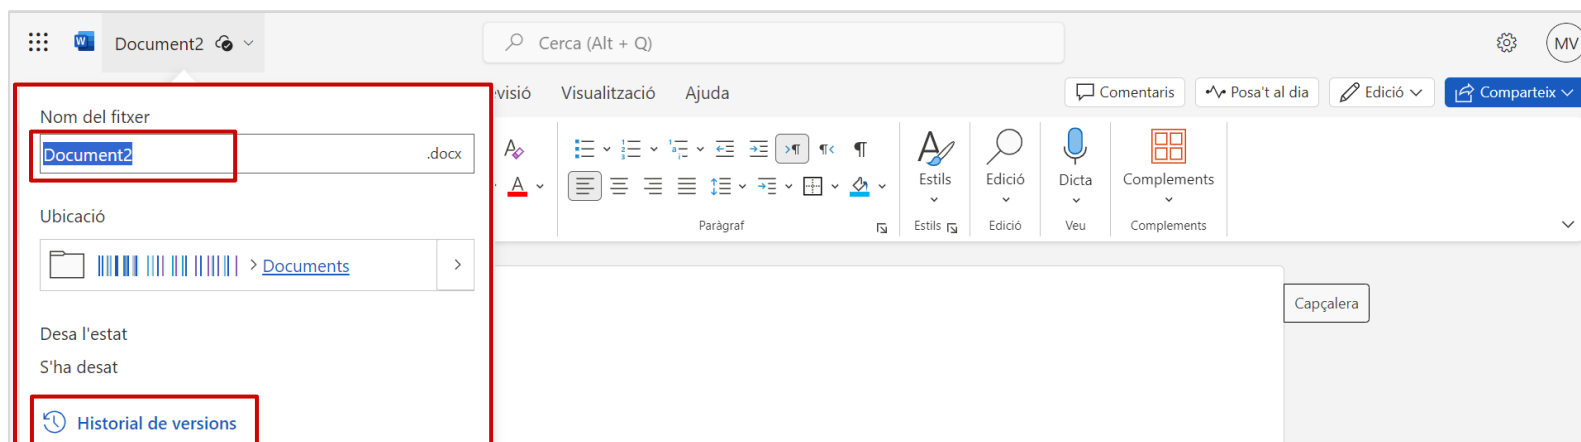 Document2
Cerca (Alt + Q)
MV
Visualització Ajuda
Comentaris Posa't al dia Edició Comparteix
Nom del fitxer
Document2 .docx
Estils Edició Dicta Complements
Ubicació
Paràgraf Estils Edició Veu Complements
> Documents
Capçalera
Desa l'estat
S'ha desat
Historial de versions